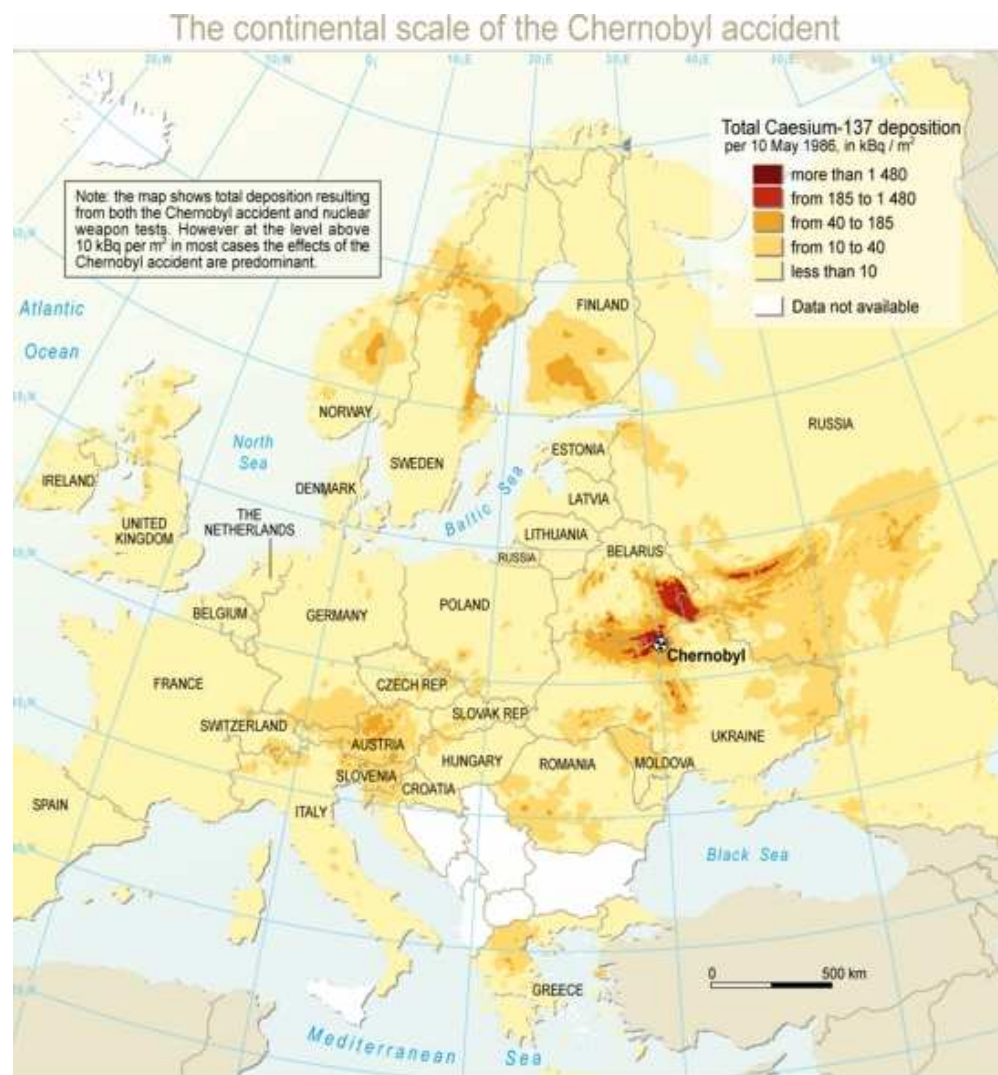 The continental scale of the Chernobyl accident
Total Caesium-137 deposition
per 10 May 1986, in kBq / m²
more than 1 480
from 185 to 1 480
from 40 to 185
from 10 to 40
less than 10
Data not available
Note: the map shows total deposition resulting
from both the Chernobyl accident and nuclear
weapon tests. However at the level above
10 kBq per m² in most cases the effects of the
Chernobyl accident are predominant.
Atlantic
Ocean
FINLAND
NORWAY
RUSSIA
North
Sea
SWEDEN
ESTONIA
IRELAND
DENMARK
Baltic Sea
LATVIA
UNITED
KINGDOM
THE
NETHERLANDS
LITHUANIA
RUSSIA
BELARUS
BELGIUM
GERMANY
POLAND
Chernobyl
FRANCE
CZECH REP.
SLOVAK REP.
SWITZERLAND
AUSTRIA
UKRAINE
HUNGARY
ROMANIA
MOLDOVA
SLOVENIA
CROATIA
SPAIN
ITALY
Black Sea
0 500 km
GREECE
Mediterranean Sea